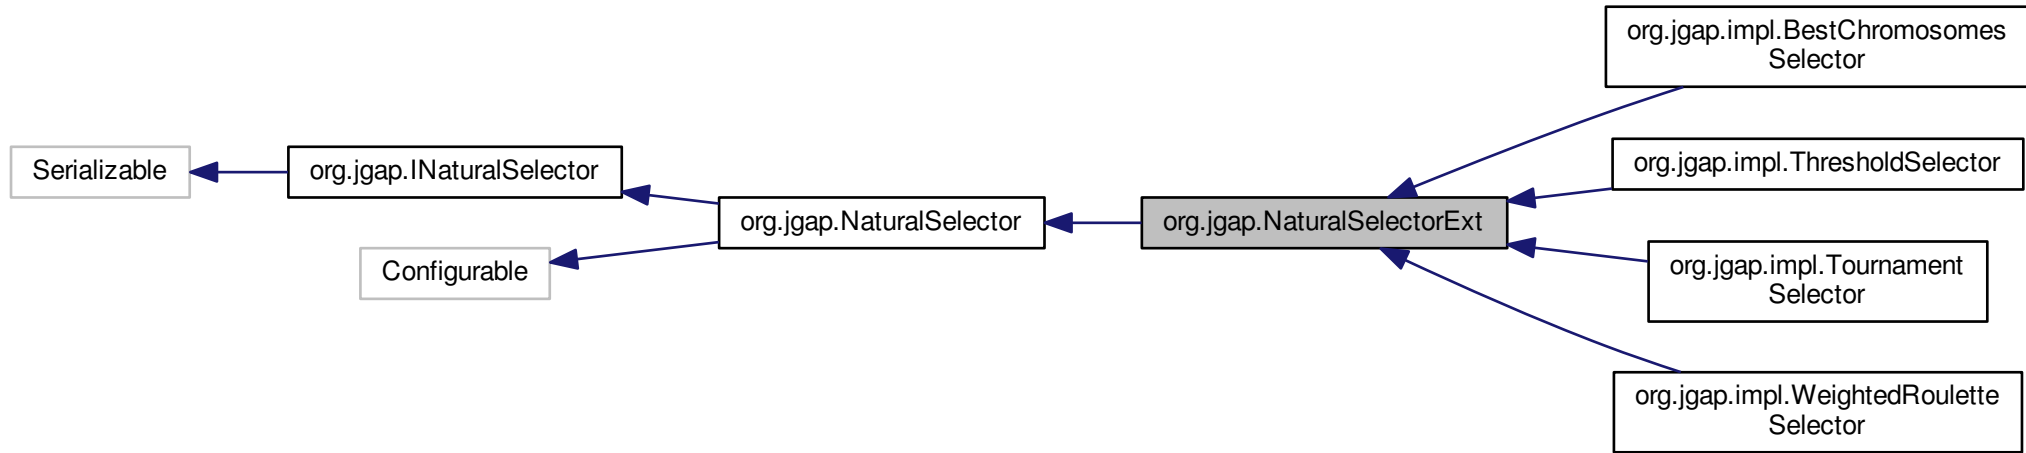 Serializable
org.jgap.INaturalSelector
Configurable
org.jgap.NaturalSelector
org.jgap.NaturalSelectorExt
org.jgap.impl.BestChromosomes
Selector
org.jgap.impl.ThresholdSelector
org.jgap.impl.Tournament
Selector
org.jgap.impl.WeightedRoulette
Selector